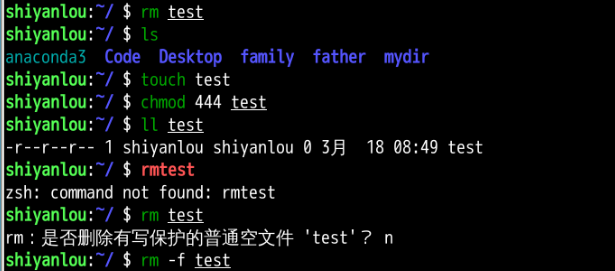 shiyanlou:~/ $ rm test
shiyanlou:~/ $ ls
anaconda3  Code  Desktop  family  father  mydir
shiyanlou:~/ $ touch test
shiyanlou:~/ $ chmod 444 test
shiyanlou:~/ $ ll test
-r--r--r-- 1 shiyanlou shiyanlou 0 3月  18 08:49 test
shiyanlou:~/ $ rmtest
zsh: command not found: rmtest
shiyanlou:~/ $ rm test
rm：是否删除有写保护的普通空文件 'test'？ n
shiyanlou:~/ $ rm -f test